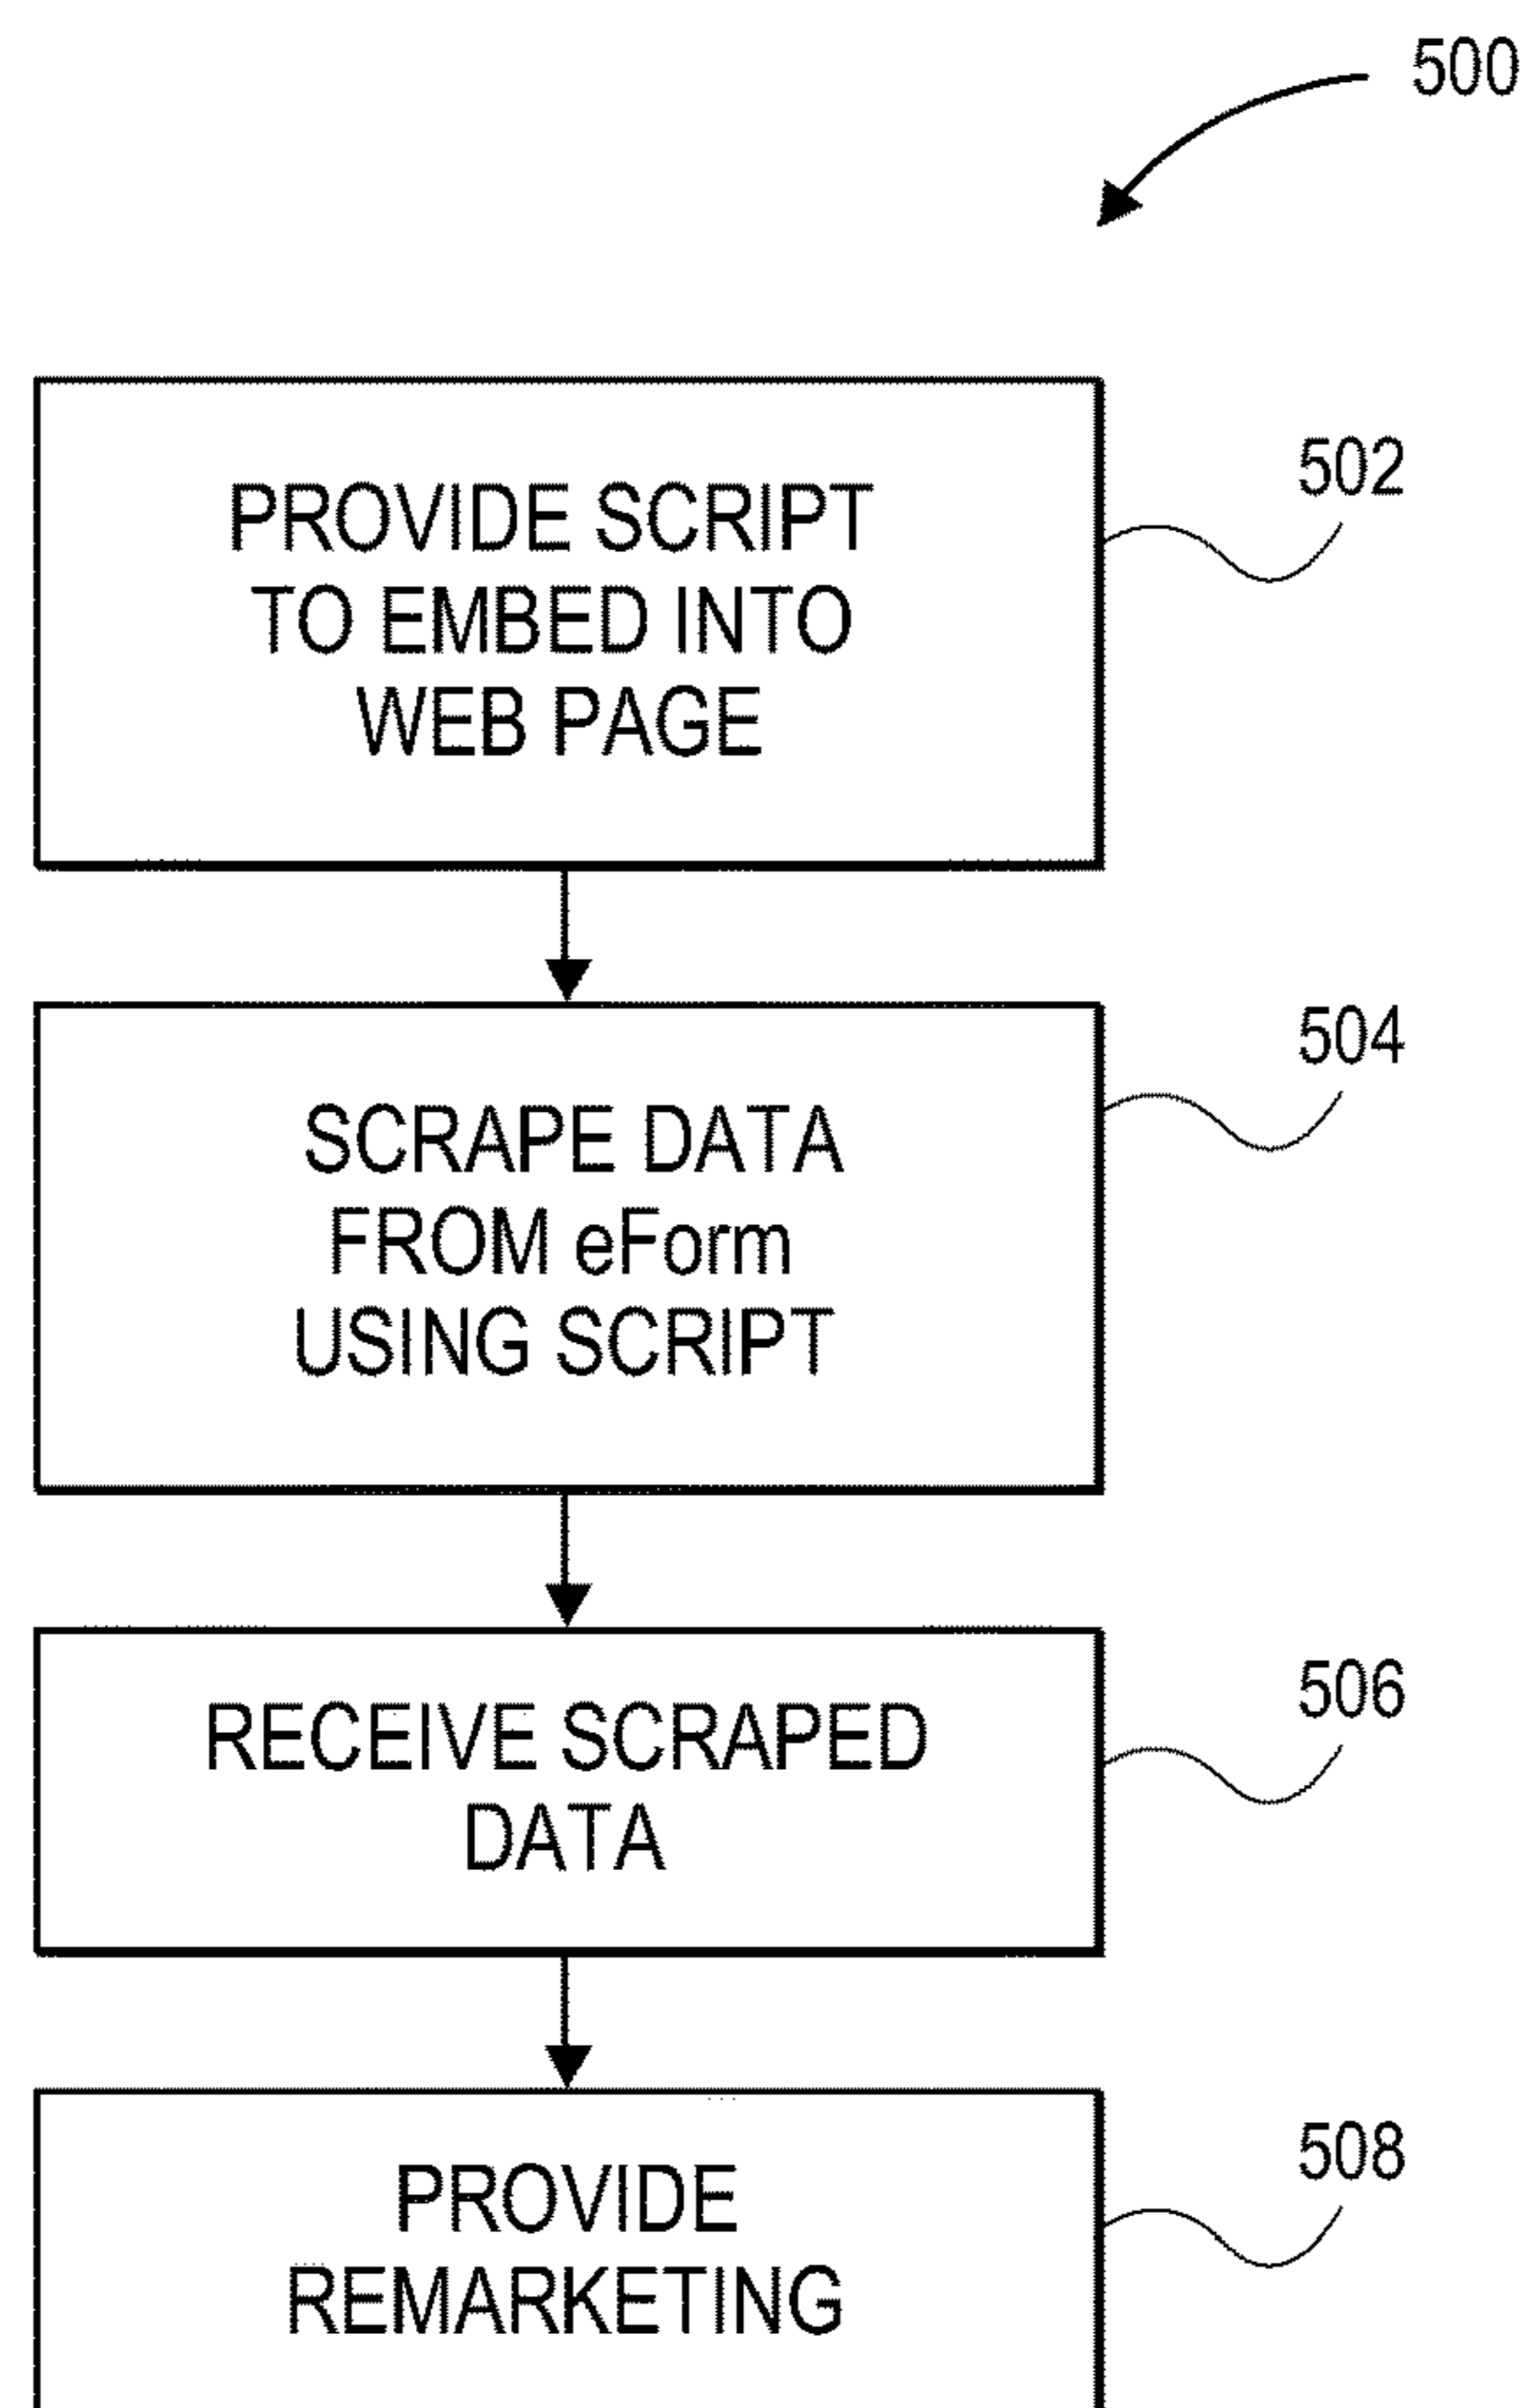 500
PROVIDE SCRIPT
TO EMBED INTO
WEB PAGE
502
SCRAPE DATA
FROM eForm
USING SCRIPT
504
RECEIVE SCRAPED
DATA
506
PROVIDE
REMARKETING
508